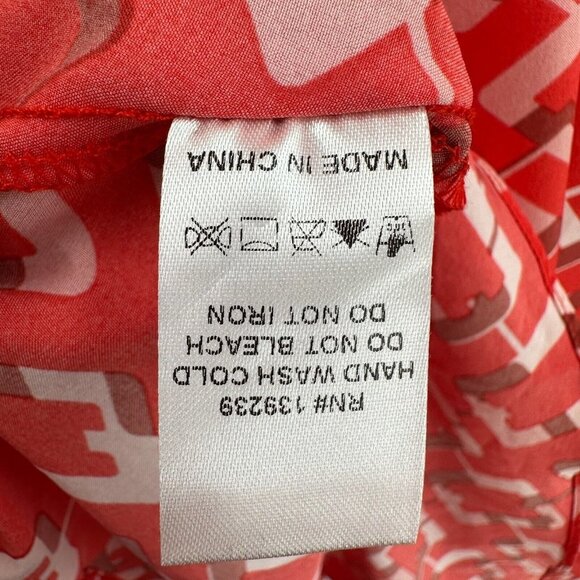 RN# 139239
HAND WASH COLD
DO NOT BLEACH
DO NOT IRON
MADE IN CHINA